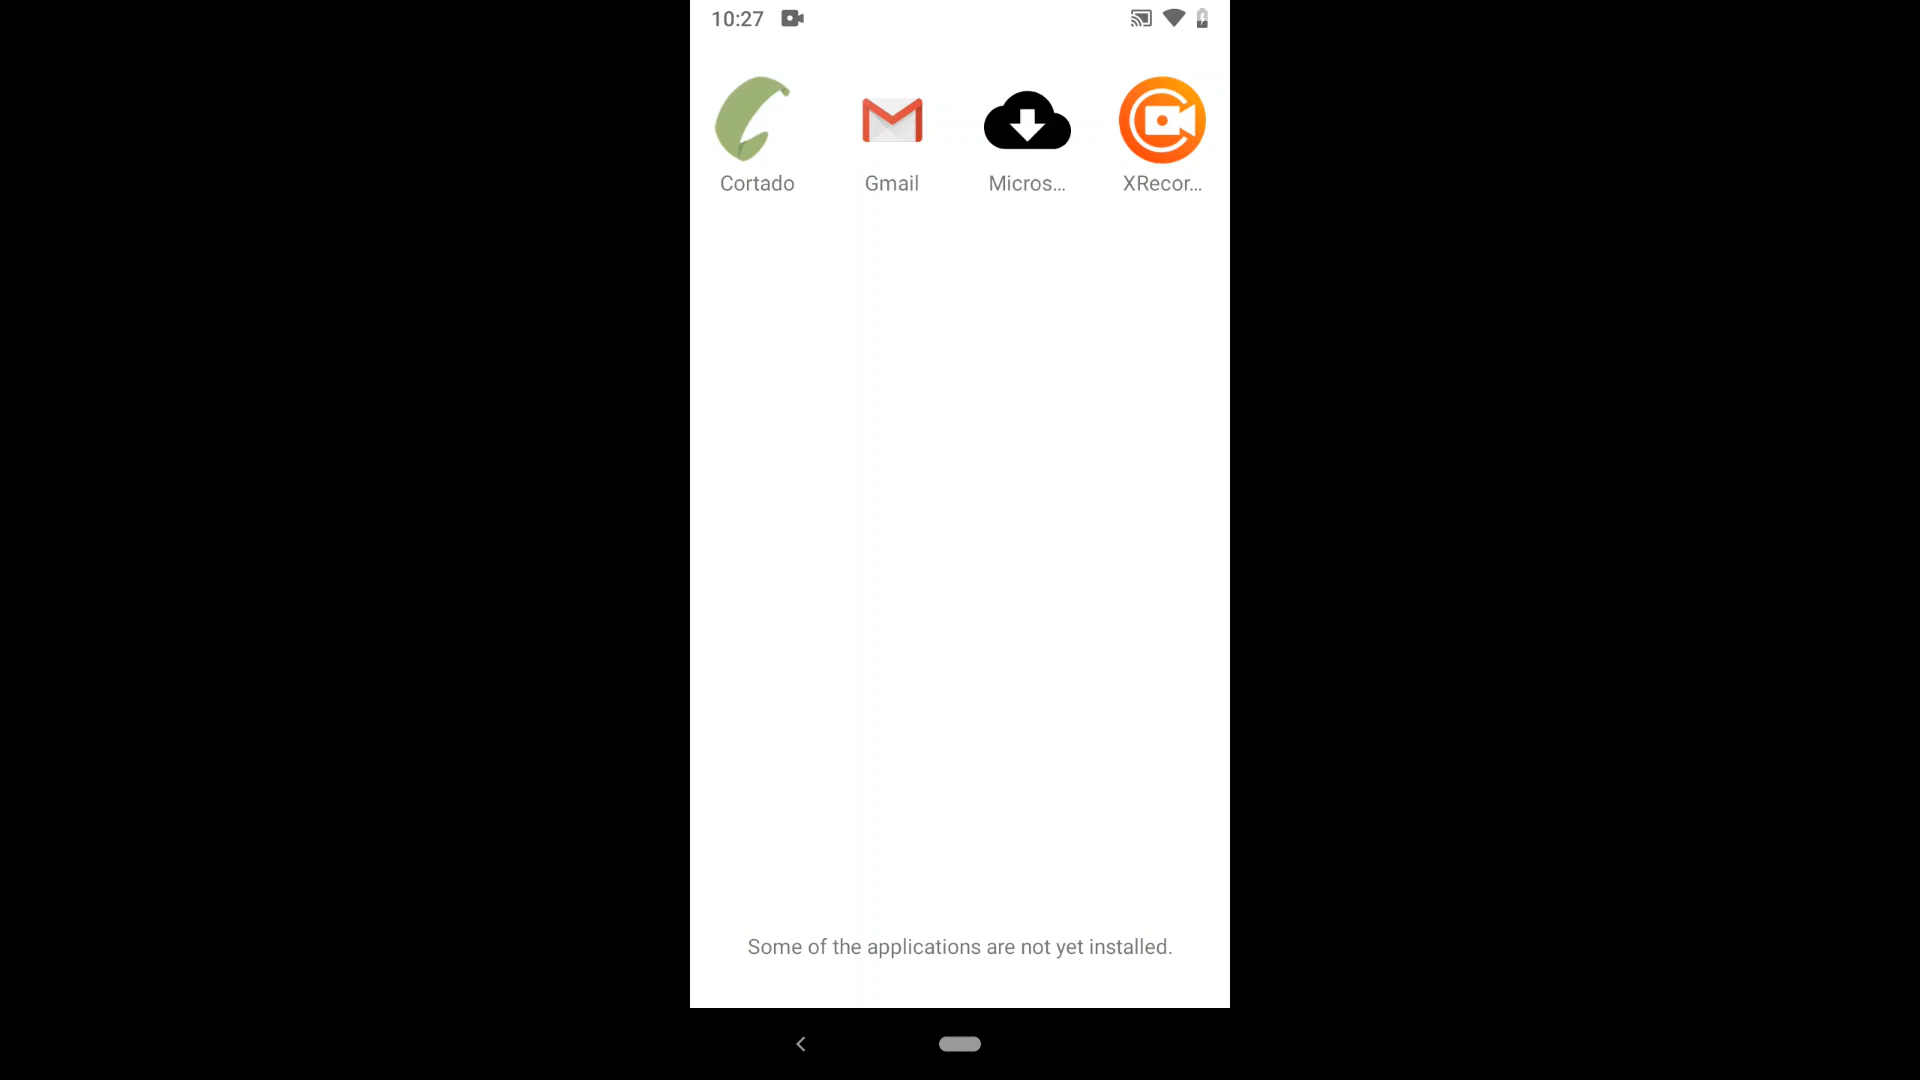 10:27
Cortado
Gmail
Micros...
XRecor...
Some of the applications are not yet installed.